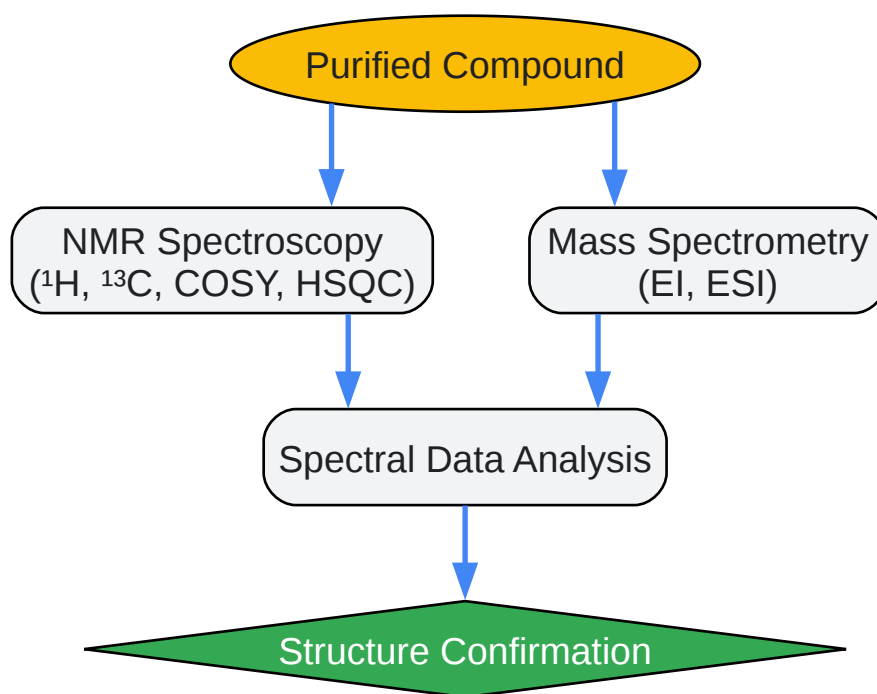 Purified Compound
NMR Spectroscopy
(¹H, ¹³C, COSY, HSQC)
Mass Spectrometry
(EI, ESI)
Spectral Data Analysis
Structure Confirmation